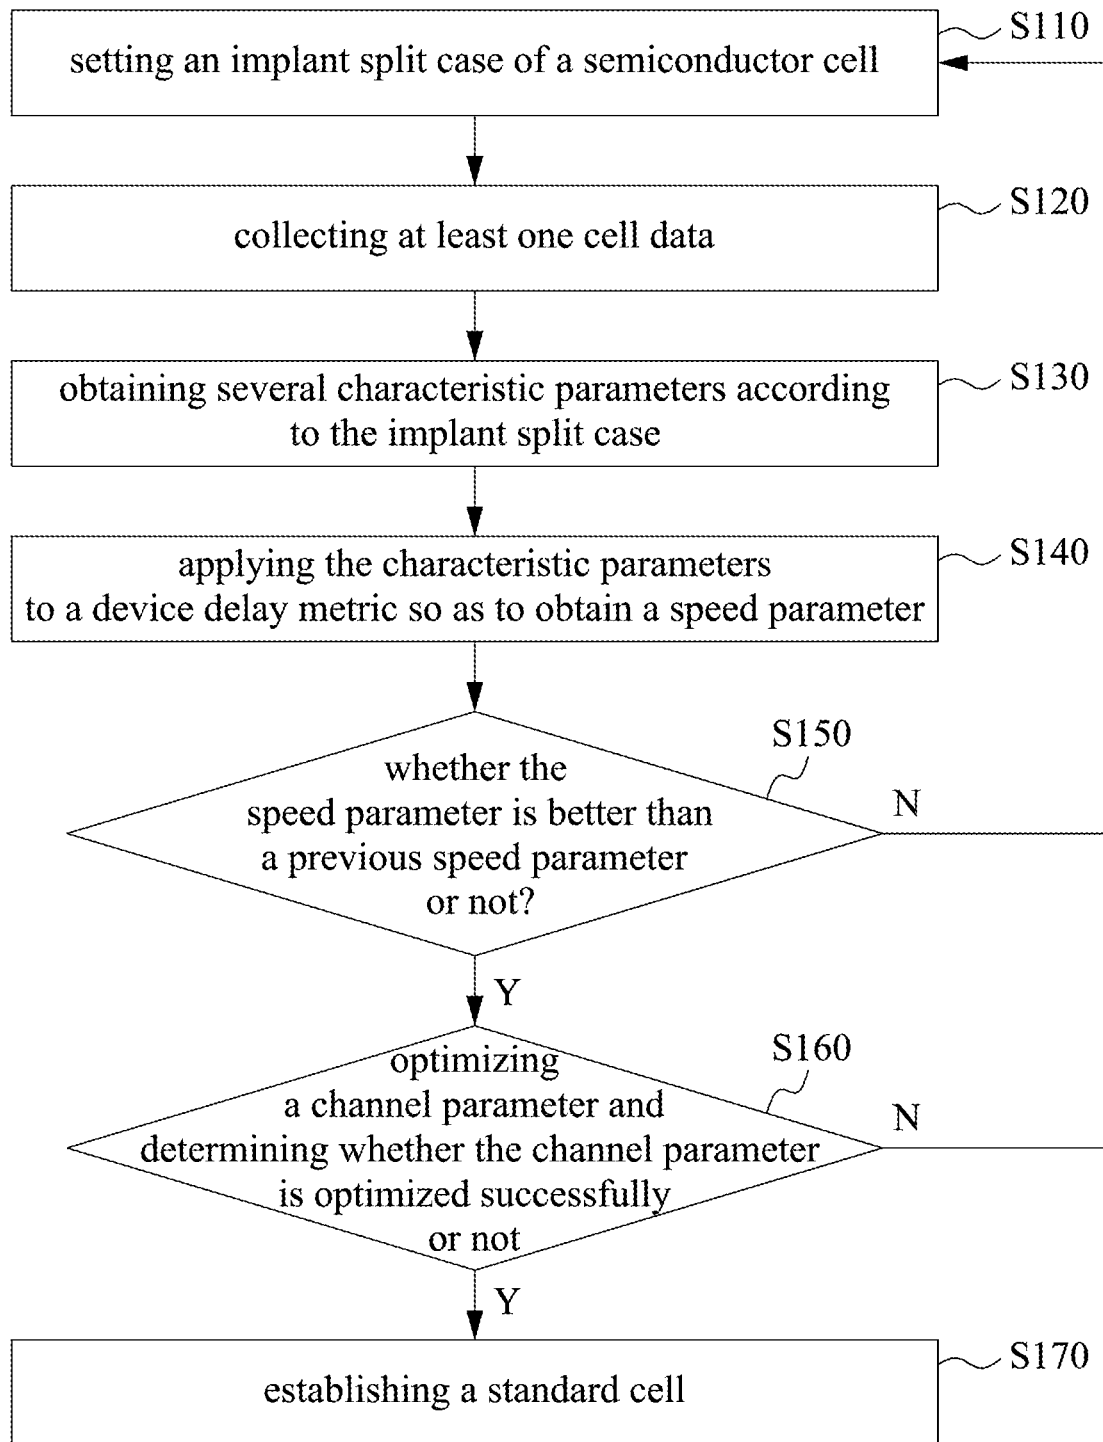 S110
setting an implant split case of a semiconductor cell
S120
collecting at least one cell data
S130
obtaining several characteristic parameters according
to the implant split case
S140
applying the characteristic parameters
to a device delay metric so as to obtain a speed parameter
S150
whether the
speed parameter is better than
a previous speed parameter
or not?
N
Y
S160
optimizing
a channel parameter and
determining whether the channel parameter
is optimized successfully
or not
N
Y
S170
establishing a standard cell